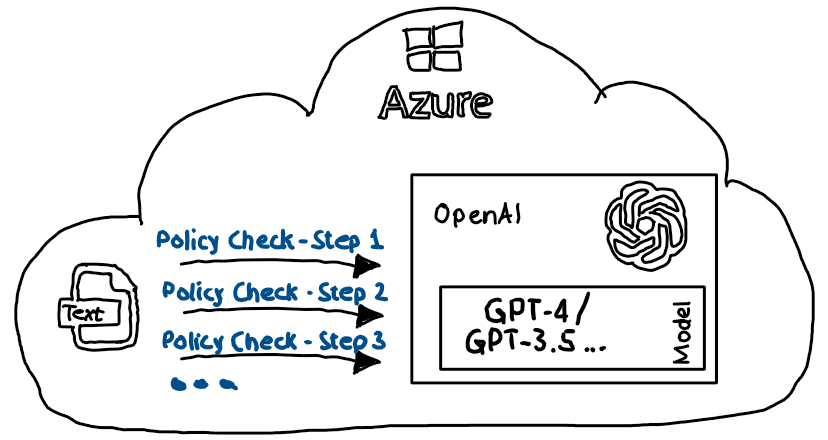 Azure
OpenAI
Policy Check - Step 1
Policy Check - Step 2
Text
Policy Check - Step 3
...
GPT-4/
GPT-3.5...
Model